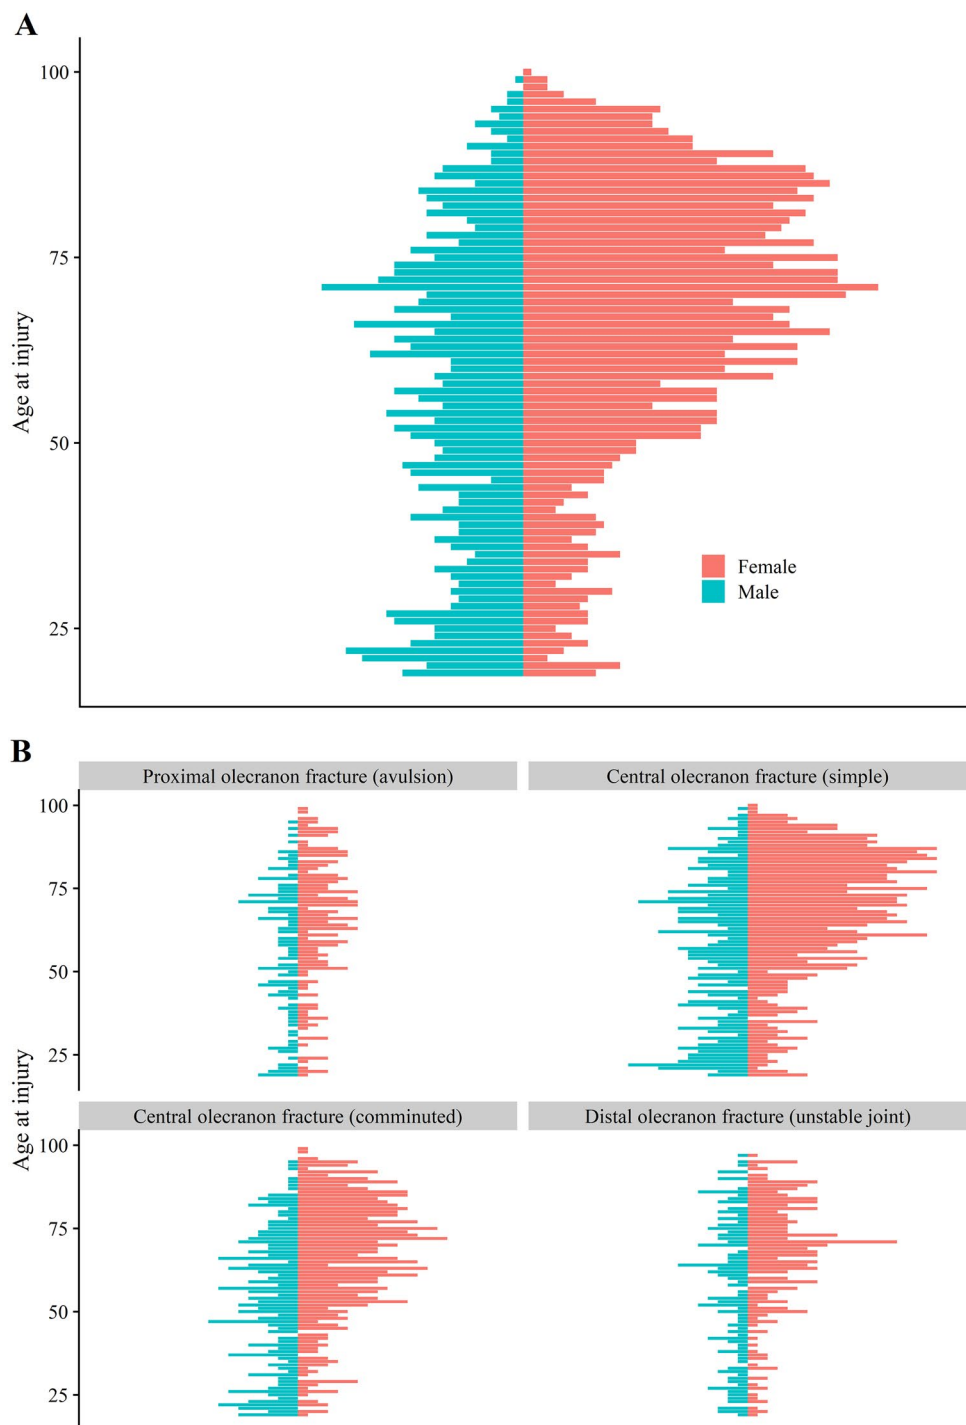 A
100
75
50
25
Age at injury
Female
Male
B
Proximal olecranon fracture (avulsion)
Central olecranon fracture (simple)
100
75
50
25
Age at injury
Central olecranon fracture (comminuted)
Distal olecranon fracture (unstable joint)
100
75
50
25